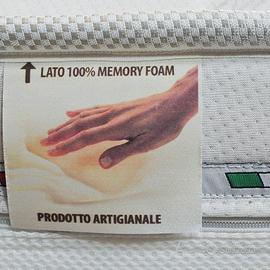 LATO 100% MEMORY FOAM
PRODOTTO ARTIGIANALE